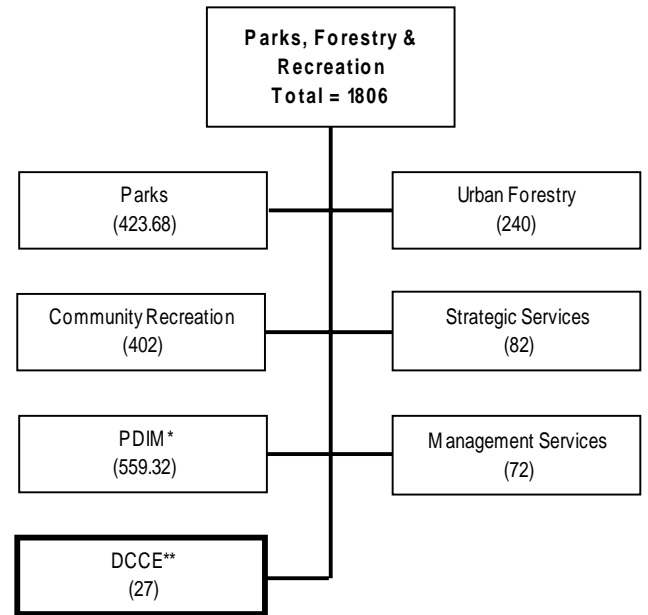 Parks, Forestry &
Recreation
Total = 1806
Parks
(423.68)
Urban Forestry
(240)
Community Recreation
(402)
Strategic Services
(82)
PDIM*
(559.32)
Management Services
(72)
DCCE**
(27)